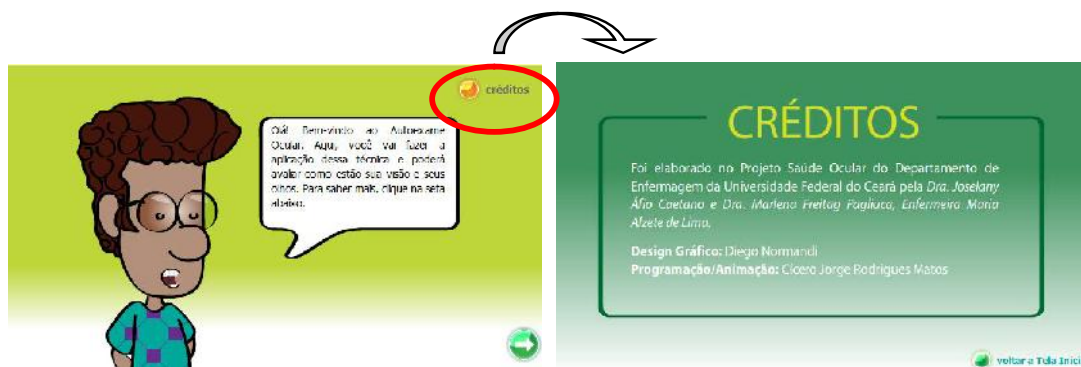 créditos
Olá! Bem-vindo ao Autoexame
Ocular. Aqui, você vai fazer a
aplicação dessa técnica e poderá
avaliar como estão sua visão e seus
olhos. Para saber mais, clique na seta
abaixo.
CRÉDITOS
Foi elaborado no Projeto Saúde Ocular do Departamento de
Enfermagem da Universidade Federal do Ceará pela Dra. Joselany
Áfio Caetano e Dra. Marlena Freitag Pagliuca, Enfermeira Maria
Alzete de Lima.
Design Gráfico: Diego Normandi
Programação/Animação: Cícero Jorge Rodrigues Matos
voltar a Tela Inici